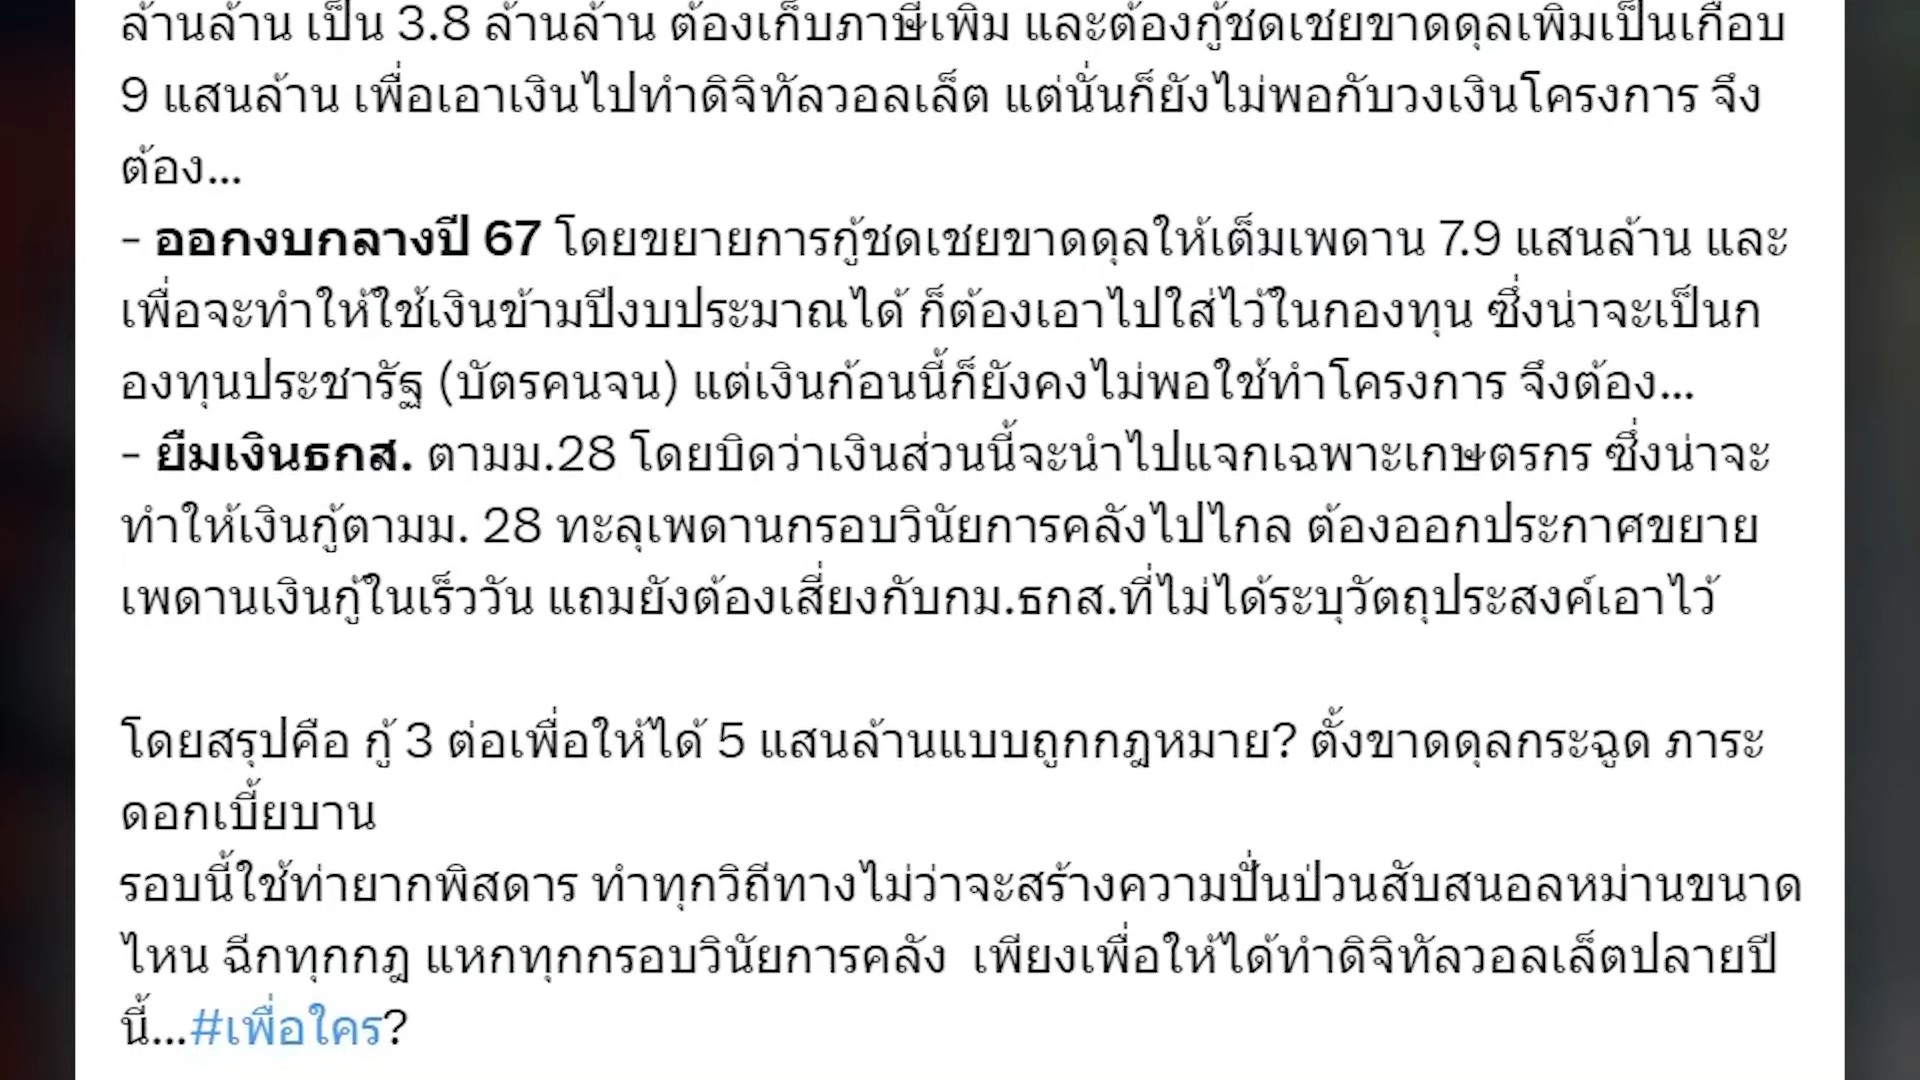 ล้านล้าน เป็น 3.8 ล้านล้าน ต้องเก็บภาษีเพิ่ม และต้องกู้ชดเชยขาดดุลเพิ่มเป็นเกือบ
9 แสนล้าน เพื่อเอาเงินไปทำดิจิทัลวอลเล็ต แต่นั่นก็ยังไม่พอกับวงเงินโครงการ จึง
ต้อง...
- ออกงบกลางปี 67 โดยขยายการกู้ชดเชยขาดดุลให้เต็มเพดาน 7.9 แสนล้าน และ
เพื่อจะทำให้ใช้เงินข้ามปีงบประมาณได้ ก็ต้องเอาไปใส่ไว้ในกองทุน ซึ่งน่าจะเป็นก
องทุนประชารัฐ (บัตรคนจน) แต่เงินก้อนนี้ก็ยังคงไม่พอใช้ทำโครงการ จึงต้อง...
- ยืมเงินธกส. ตามม.28 โดยบิดว่าเงินส่วนนี้จะนำไปแจกเฉพาะเกษตรกร ซึ่งน่าจะ
ทำให้เงินกู้ตามม. 28 ทะลุเพดานกรอบวินัยการคลังไปไกล ต้องออกประกาศขยาย
เพดานเงินกู้ในเร็ววัน แถมยังต้องเสี่ยงกับกม.ธกส.ที่ไม่ได้ระบุวัตถุประสงค์เอาไว้
โดยสรุปคือ กู้ 3 ต่อเพื่อให้ได้ 5 แสนล้านแบบถูกกฎหมาย? ตั้งขาดดุลกระฉูด ภาระ
ดอกเบี้ยบาน
รอบนี้ใช้ท่ายากพิสดาร ทำทุกวิถีทางไม่ว่าจะสร้างความปั่นป่วนสับสนอลหม่านขนาด
ไหน ฉีกทุกกฎ แหกทุกกรอบวินัยการคลัง  เพียงเพื่อให้ได้ทำดิจิทัลวอลเล็ตปลายปี
นี้...#เพื่อใคร?